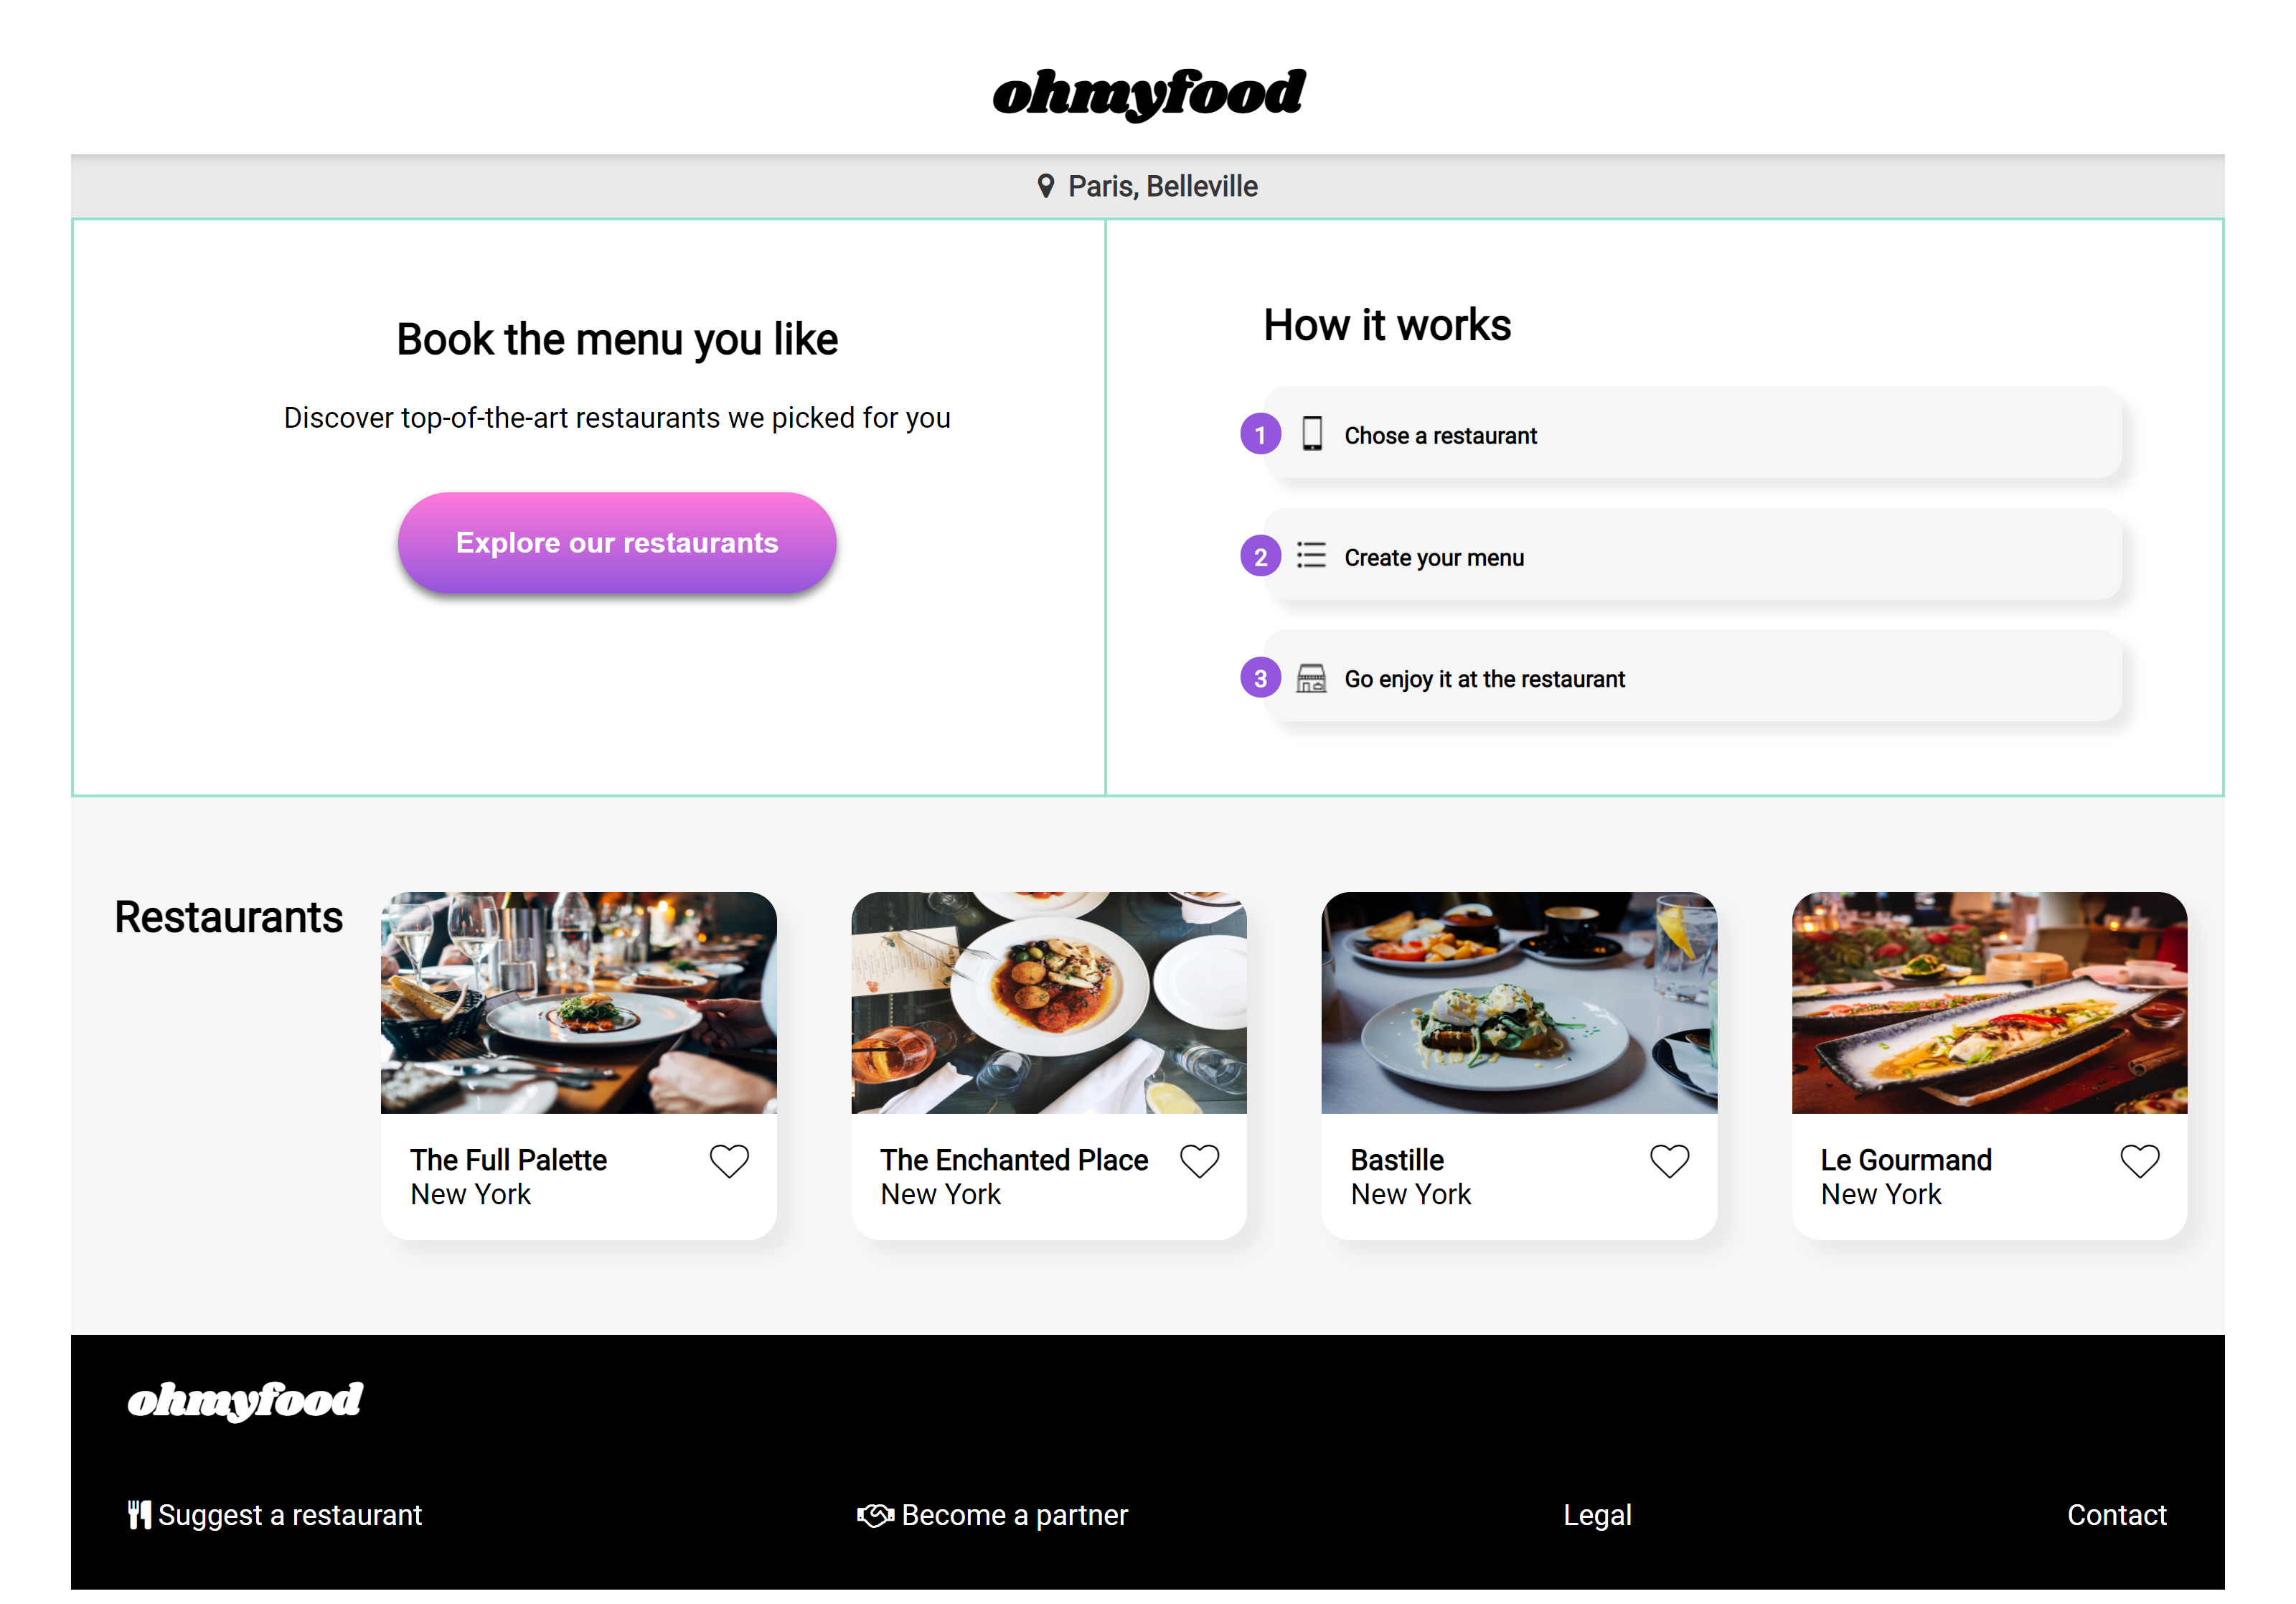 ohmyfood
Paris, Belleville
Book the menu you like
Discover top-of-the-art restaurants we picked for you
Explore our restaurants
How it works
1 Chose a restaurant
2 Create your menu
3 Go enjoy it at the restaurant
Restaurants
The Full Palette
New York
The Enchanted Place
New York
Bastille
New York
Le Gourmand
New York
ohmyfood
Suggest a restaurant
Become a partner
Legal
Contact